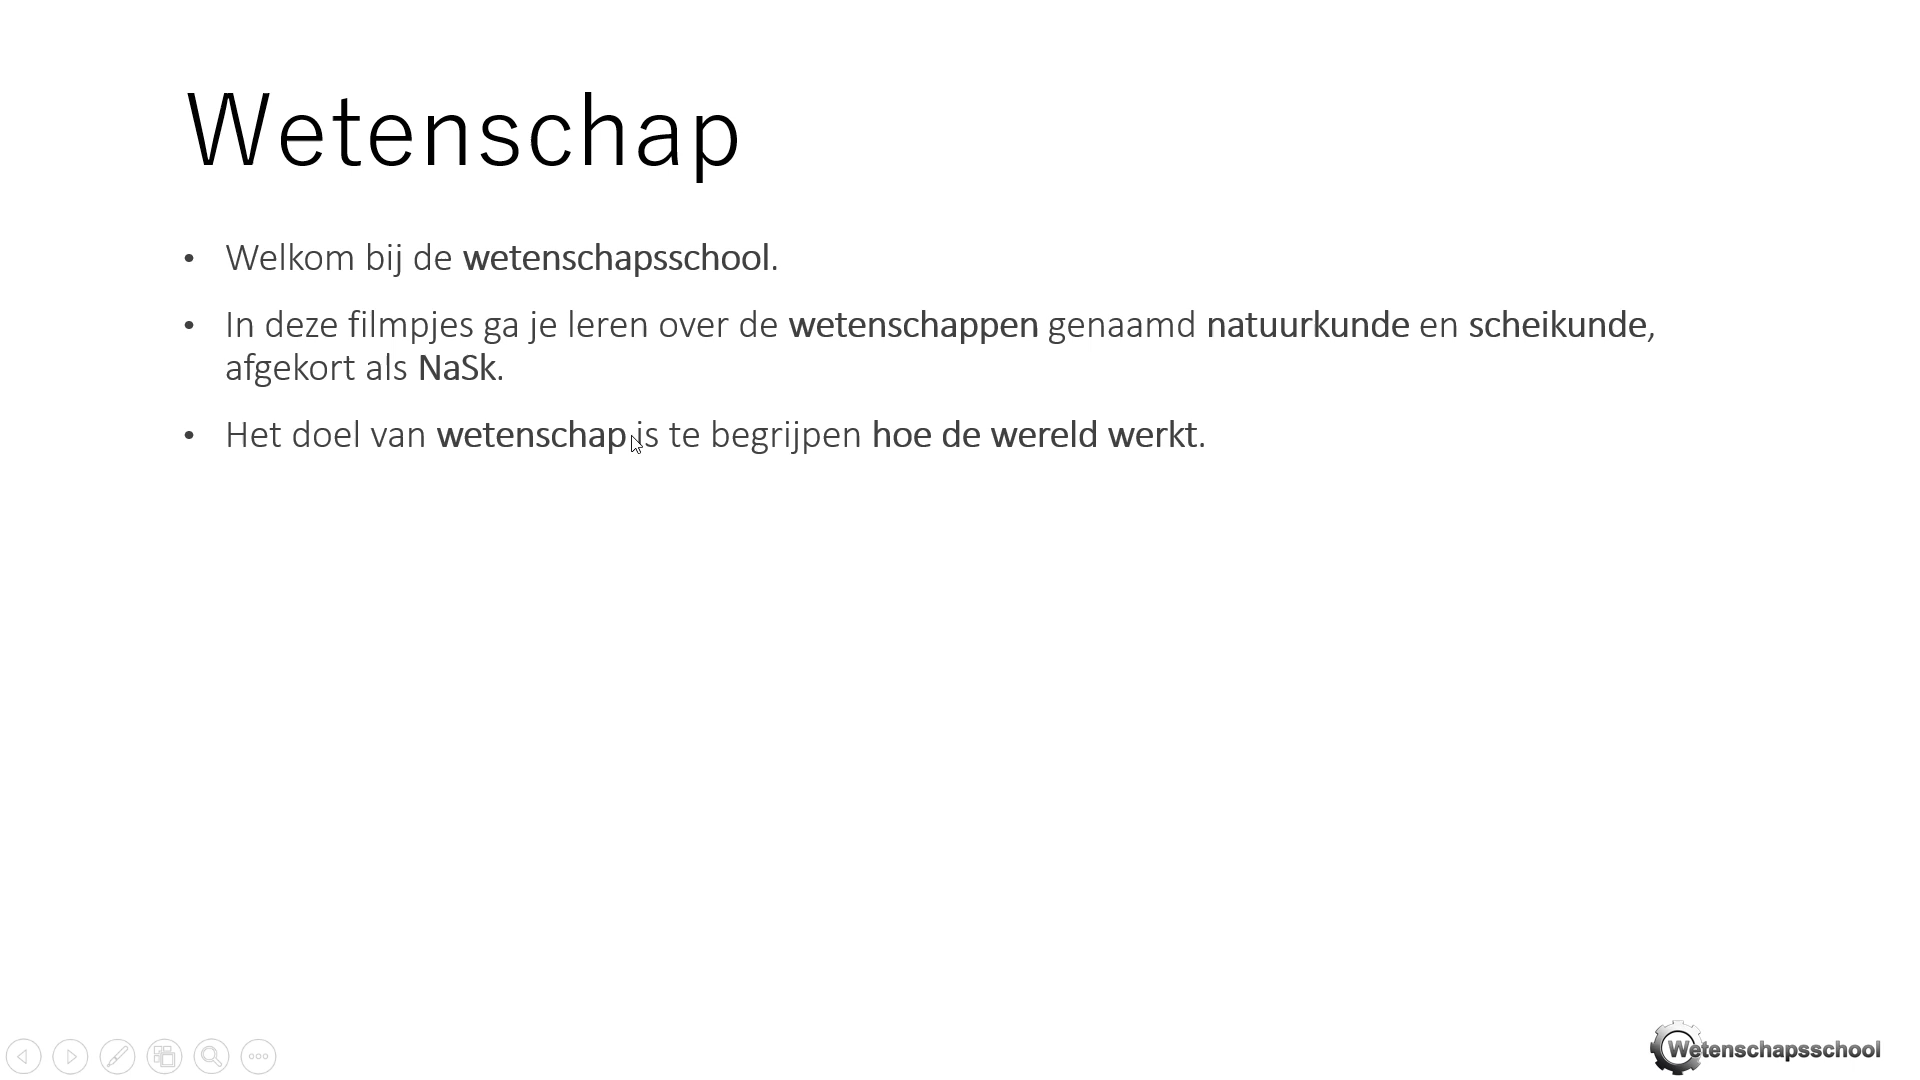 Wetenschap
• Welkom bij de wetenschapsschool.
• In deze filmpjes ga je leren over de wetenschappen genaamd natuurkunde en scheikunde,
afgekort als NaSk.
• Het doel van wetenschap is te begrijpen hoe de wereld werkt.
Wetenschapsschool